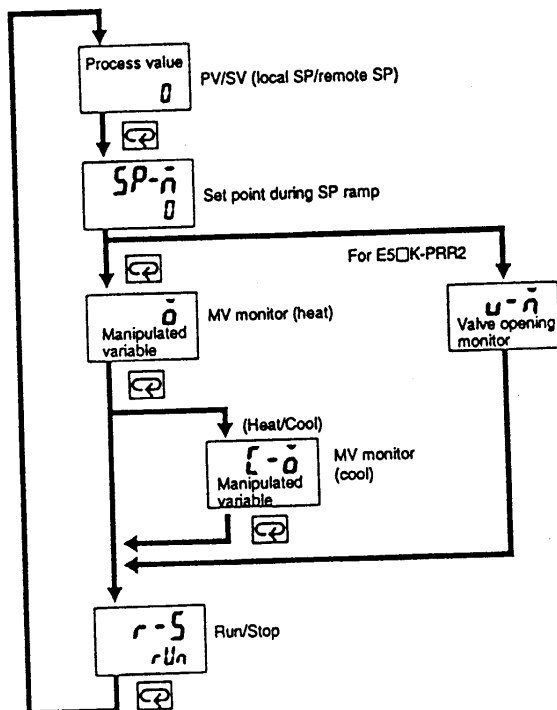 Process value
0
PV/SV (local SP/remote SP)
SP-m
0
Set point during SP ramp
For E5□K-PRR2
o
Manipulated
variable
MV monitor (heat)
u-m
Valve opening
monitor
(Heat/Cool)
C-o
Manipulated
variable
MV monitor
(cool)
r-S
rUn
Run/Stop